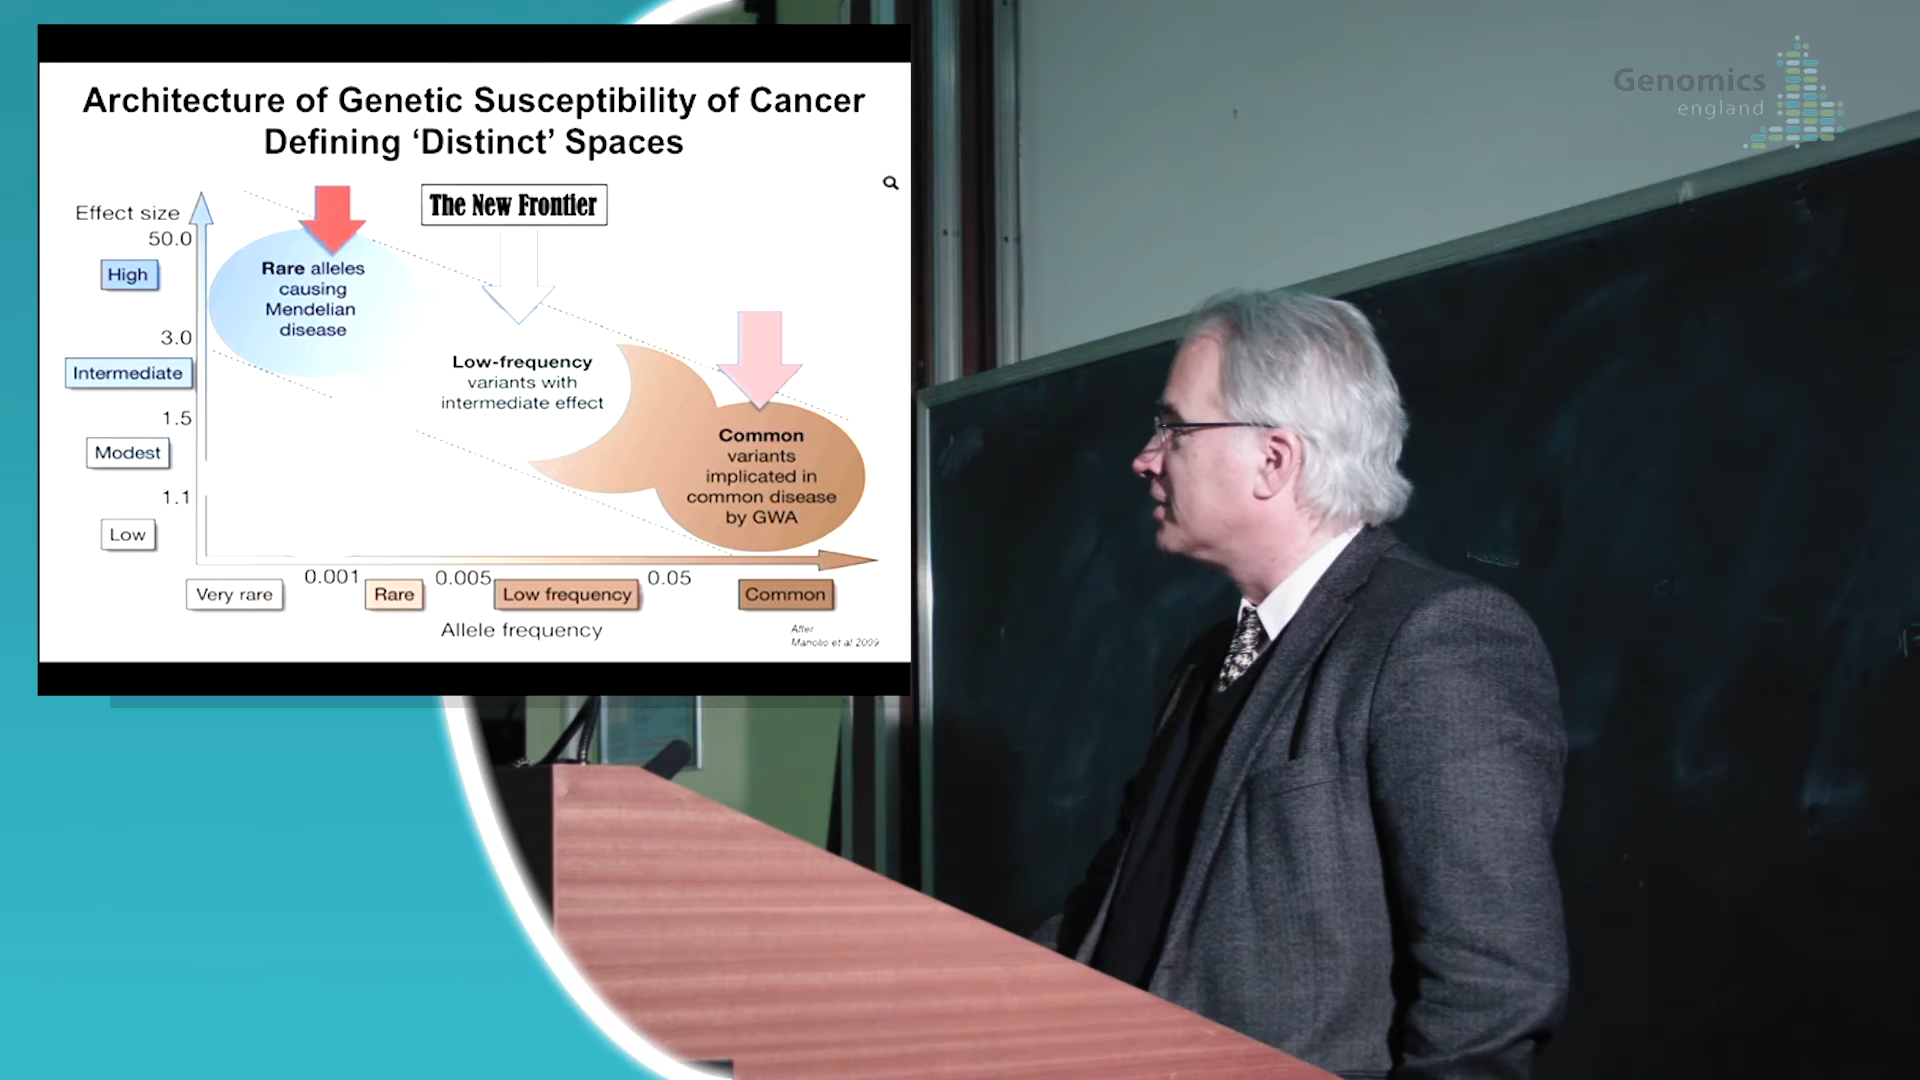 Architecture of Genetic Susceptibility of Cancer
Defining ‘Distinct’ Spaces
Genomics
england
The New Frontier
Effect size
50.0
High
3.0
Intermediate
1.5
Modest
1.1
Low
Rare alleles
causing
Mendelian
disease
Low-frequency
variants with
intermediate effect
Common
variants
implicated in
common disease
by GWA
0.001
0.005
0.05
Very rare
Rare
Low frequency
Common
Allele frequency
After
Manolio et al 2009